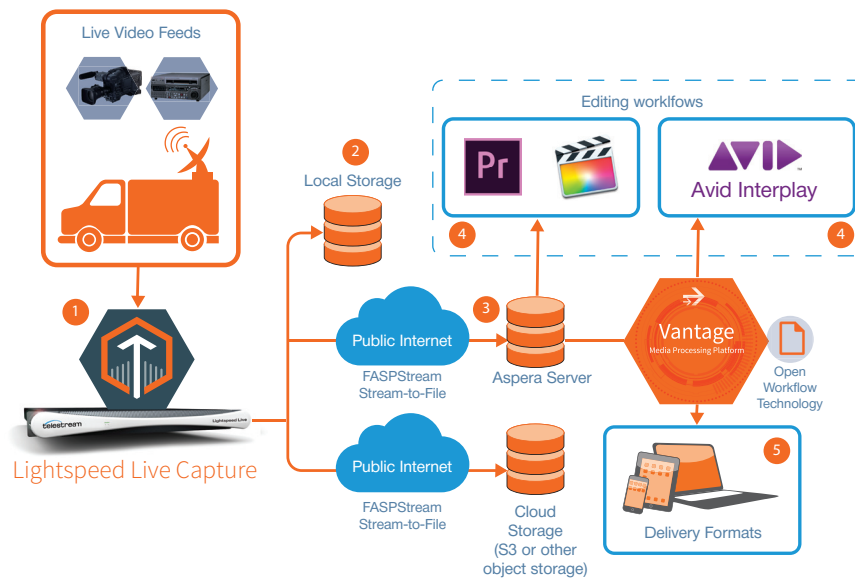 Live Video Feeds
1
telestream
Lightspeed Live
Lightspeed Live Capture
2
Local Storage
Public Internet
FASPStream
Stream-to-File
3
Aspera Server
Public Internet
FASPStream
Stream-to-File
Cloud
Storage
(S3 or other
object storage)
Editing worklfows
Pr
4
AVID
™
Avid Interplay
4
Vantage
Media Processing Platform
Open
Workflow
Technology
5
Delivery Formats